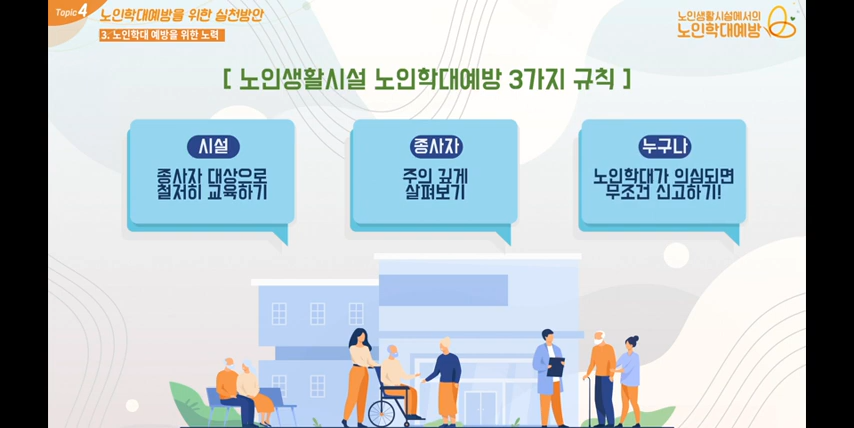 Topic 4 노인학대예방을 위한 실천방안
3. 노인학대 예방을 위한 노력
노인생활시설에서의
노인학대예방
[ 노인생활시설 노인학대예방 3가지 규칙 ]
시설
종사자 대상으로
철저히 교육하기
종사자
주의 깊게
살펴보기
누구나
노인학대가 의심되면
무조건 신고하기!